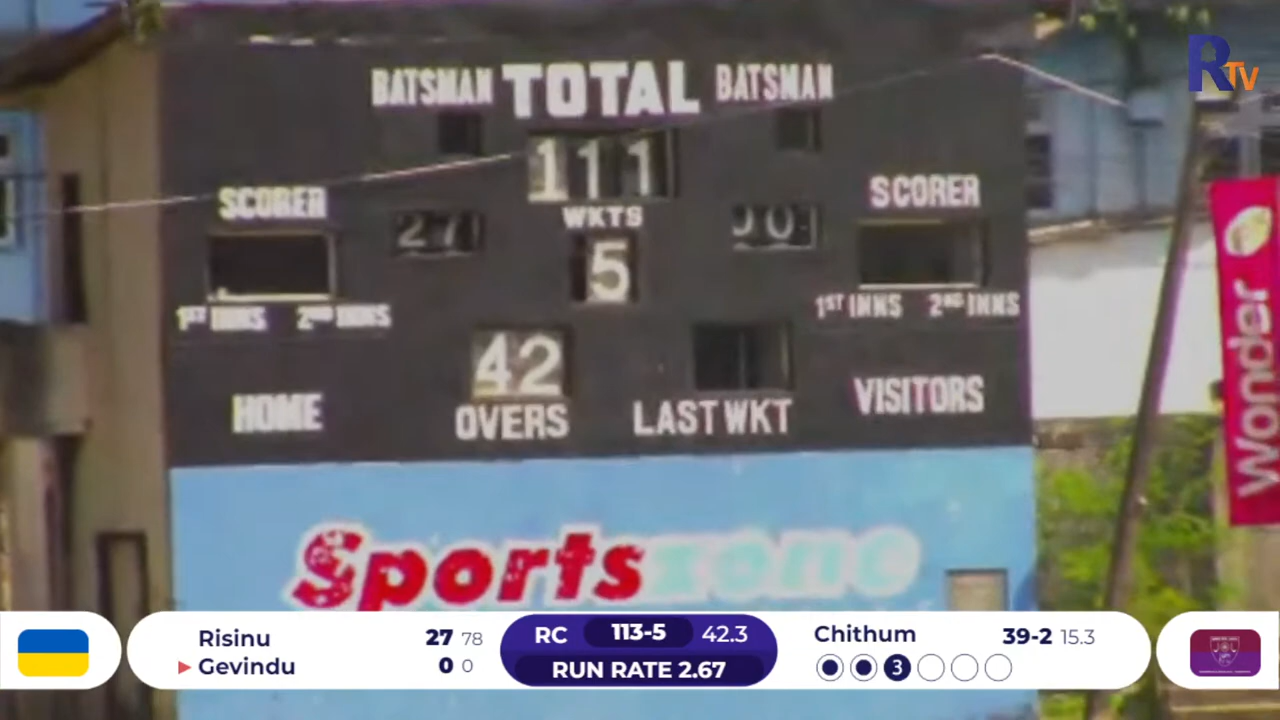 RTV
BATSMAN TOTAL BATSMAN
111
SCORER WKTS SCORER
27 5
1ST INNS 2ND INNS 1ST INNS 2ND INNS
42
HOME OVERS LAST WKT VISITORS
Sportszone
Wonder
Risinu 27 78
Gevindu 0 0
RC 113-5 42.3
RUN RATE 2.67
Chithum 39-2 15.3
3